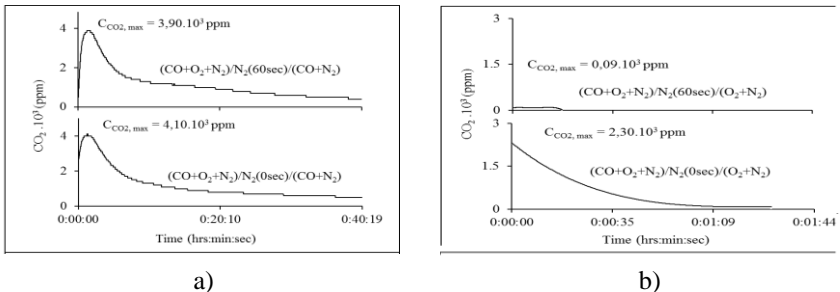 C_CO2, max = 3,90.10³ ppm
4
(CO+O₂+N₂)/N₂(60sec)/(CO+N₂)
2
0
CO₂ .10³ (ppm)
C_CO2, max = 4,10.10³ ppm
4
2
(CO+O₂+N₂)/N₂(0sec)/(CO+N₂)
0
0:00:00 0:20:10 0:40:19
Time (hrs:min:sec)
a)
3
C_CO2, max = 0,09.10³ ppm
1.5
(CO+O₂+N₂)/N₂(60sec)/(O₂+N₂)
0
CO₂ .10³ (ppm)
3
C_CO2, max = 2,30.10³ ppm
1.5
(CO+O₂+N₂)/N₂(0sec)/(O₂+N₂)
0
0:00:00 0:00:35 0:01:09 0:01:44
Time (hrs:min:sec)
b)